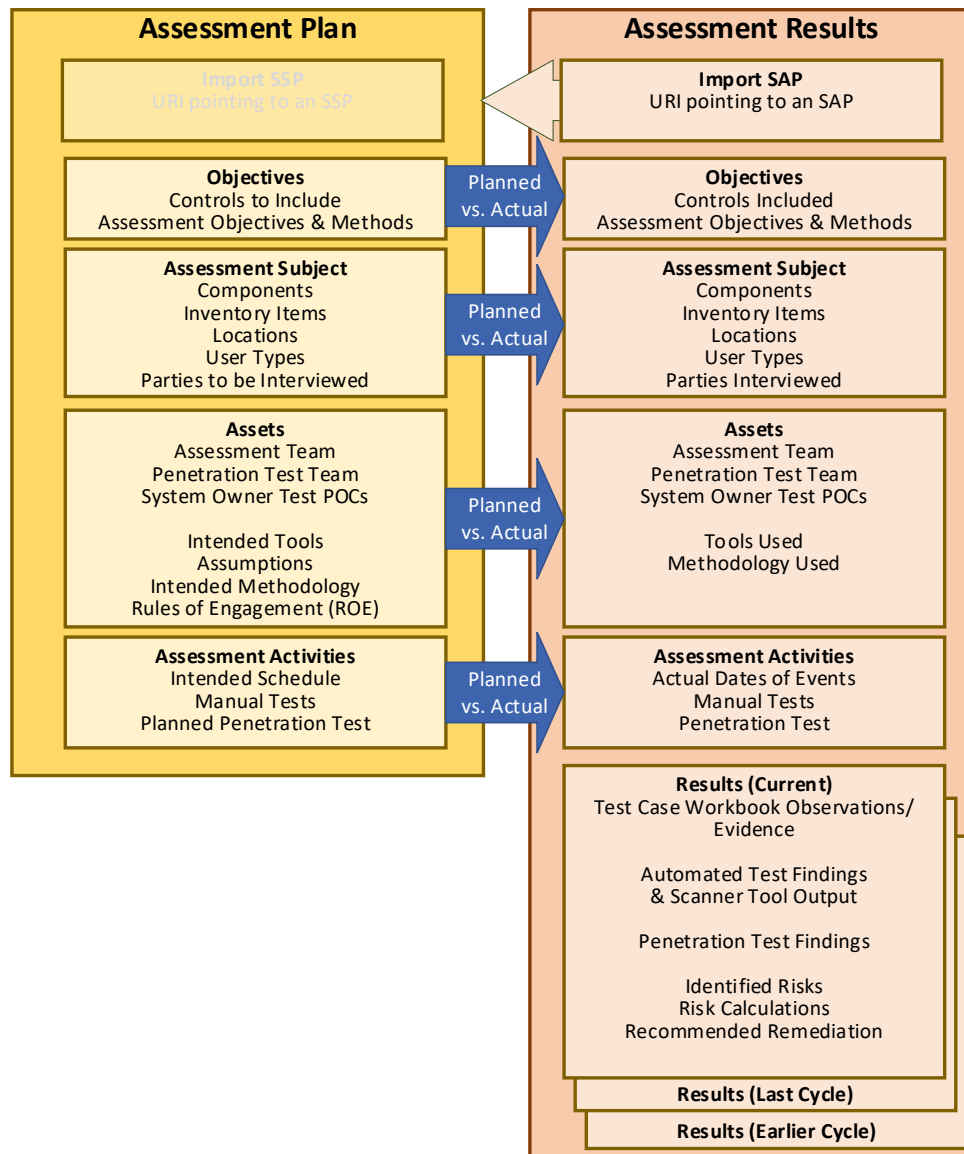 Assessment Plan
Import SSP
URI pointing to an SSP
Objectives
Controls to Include
Assessment Objectives & Methods
Assessment Subject
Components
Inventory Items
Locations
User Types
Parties to be Interviewed
Assets
Assessment Team
Penetration Test Team
System Owner Test POCs
Intended Tools
Assumptions
Intended Methodology
Rules of Engagement (ROE)
Assessment Activities
Intended Schedule
Manual Tests
Planned Penetration Test
Planned
vs. Actual
Planned
vs. Actual
Planned
vs. Actual
Planned
vs. Actual
Assessment Results
Import SAP
URI pointing to an SAP
Objectives
Controls Included
Assessment Objectives & Methods
Assessment Subject
Components
Inventory Items
Locations
User Types
Parties Interviewed
Assets
Assessment Team
Penetration Test Team
System Owner Test POCs
Tools Used
Methodology Used
Assessment Activities
Actual Dates of Events
Manual Tests
Penetration Test
Results (Current)
Test Case Workbook Observations/
Evidence
Automated Test Findings
& Scanner Tool Output
Penetration Test Findings
Identified Risks
Risk Calculations
Recommended Remediation
Results (Last Cycle)
Results (Earlier Cycle)